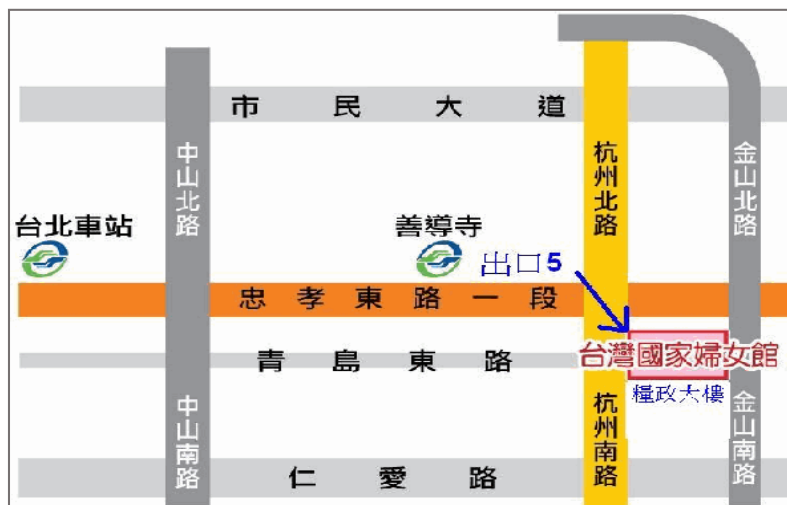 市民大道
中山北路
杭州北路
金山北路
台北車站
善導寺
出口5
忠孝東路一段
青島東路
台灣國家婦女館
糧政大樓
中山南路
杭州南路
金山南路
仁愛路